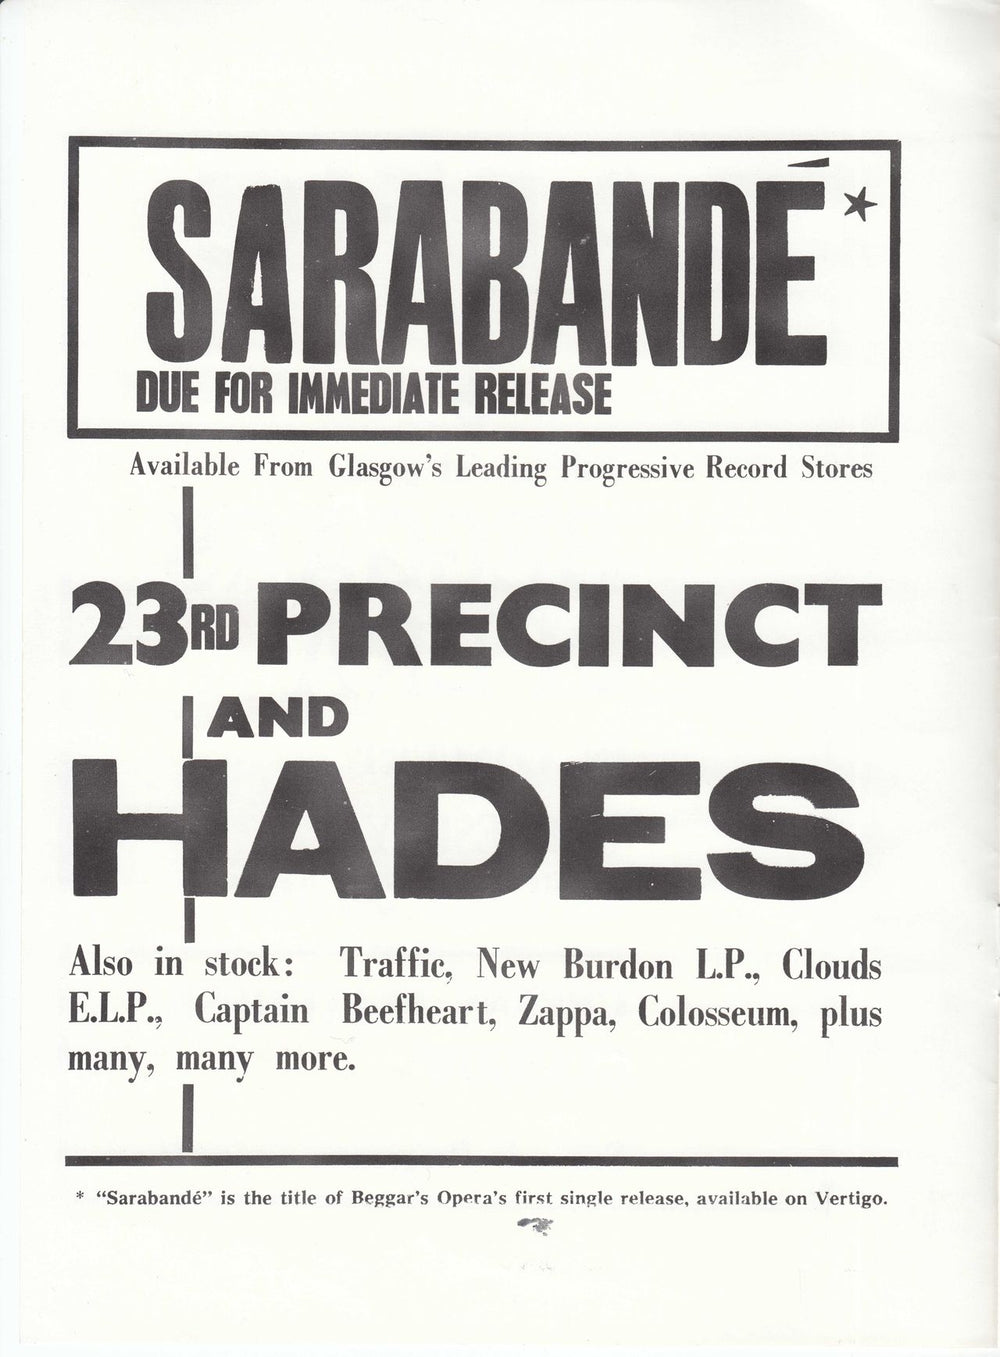 SARABANDÉ*
DUE FOR IMMEDIATE RELEASE
Available From Glasgow's Leading Progressive Record Stores
23RD PRECINCT
AND
HADES
Also in stock: Traffic, New Burdon L.P., Clouds
E.L.P., Captain Beefheart, Zappa, Colosseum, plus
many, many more.
* "Sarabandé" is the title of Beggar's Opera's first single release, available on Vertigo.